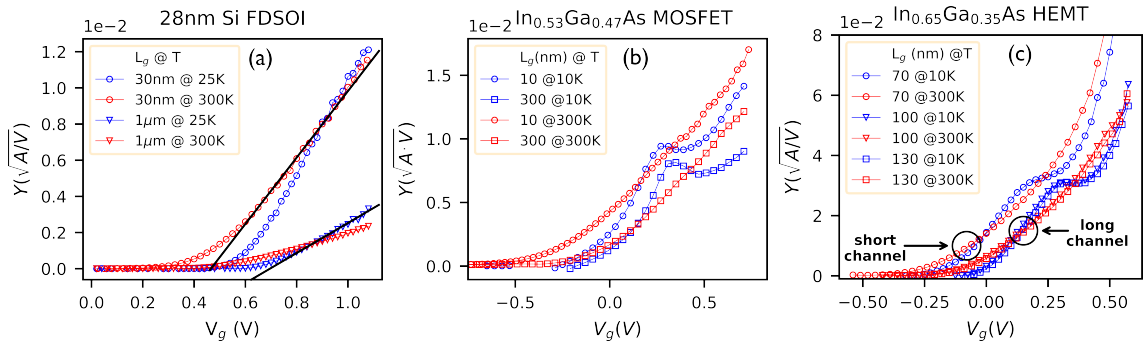 28nm Si FDSOI
1e−2
(a)
L_g @ T
30nm @ 25K
30nm @ 300K
1μm @ 25K
1μm @ 300K
Y(√A/V)
1.2
1.0
0.8
0.6
0.4
0.2
0.0
0.0 0.2 0.4 0.6 0.8 1.0
V_g (V)
In_0.53Ga_0.47As MOSFET
1e−2
(b)
L_g(nm) @T
10 @10K
300 @10K
10 @300K
300 @300K
Y(√A·V)
1.5
1.0
0.5
0.0
−0.5 0.0 0.5
V_g(V)
In_0.65Ga_0.35As HEMT
1e−2
(c)
L_g (nm) @T
70 @10K
70 @300K
100 @10K
100 @300K
130 @10K
130 @300K
short
channel
long
channel
Y(√A/V)
8
6
4
2
0
−0.50 −0.25 0.00 0.25 0.50
V_g(V)